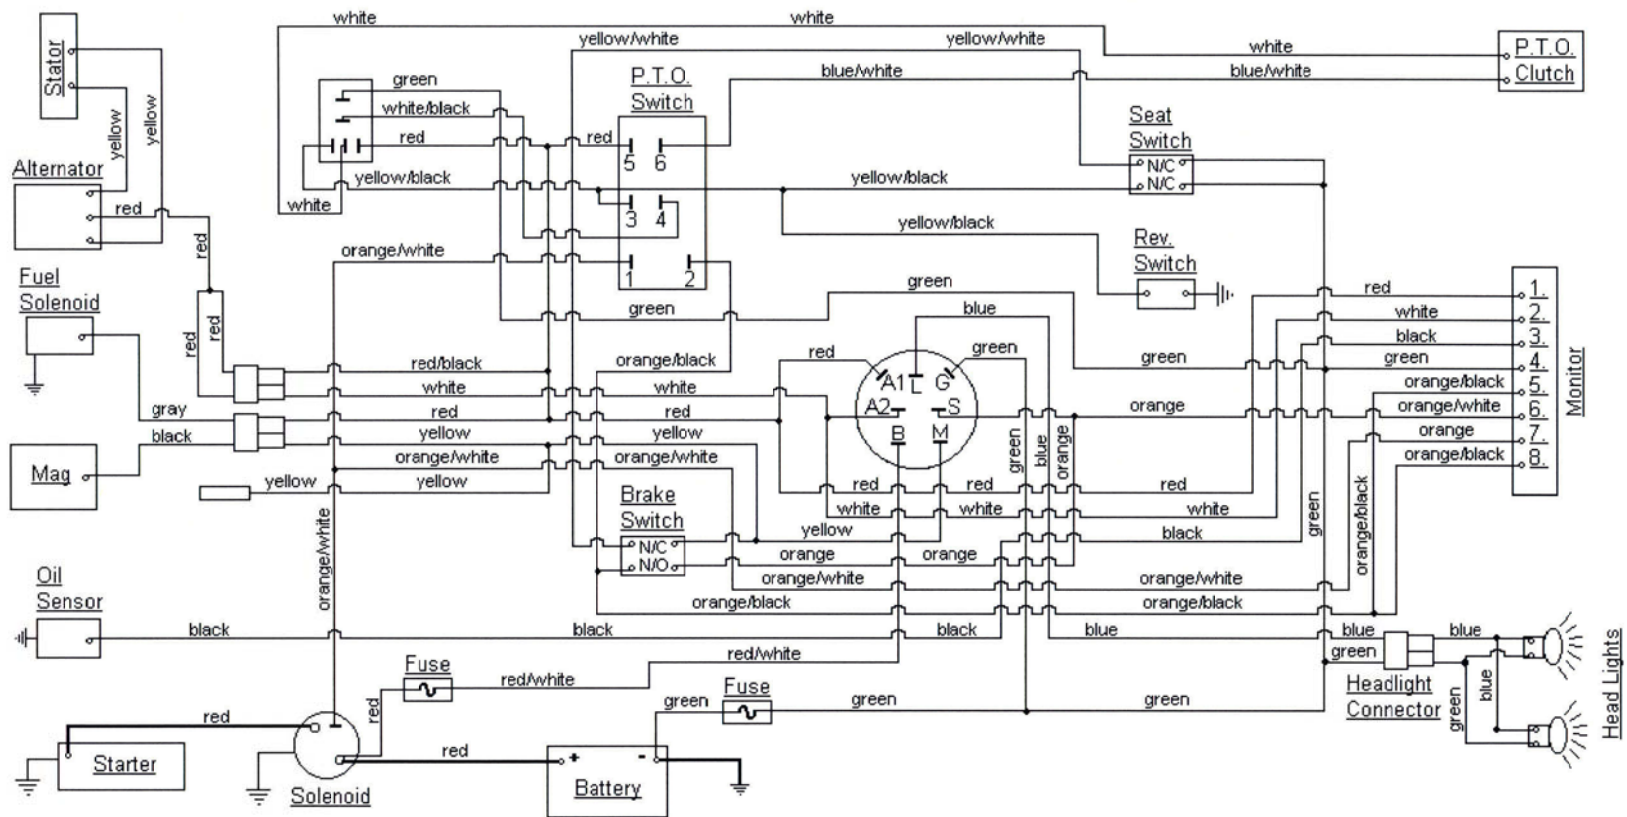 white
white
Stator
yellow/white
yellow/white
white
P.T.O.
Clutch
green
P.T.O.
Switch
blue/white
blue/white
white/black
Seat
Switch
yellow
yellow
red
red
5
6
N/C
N/C
Alternator
yellow/black
yellow/black
white
3
4
red
yellow/black
red
orange/white
Rev.
Switch
1
2
Fuel
Solenoid
green
red
1.
green
blue
white
2.
red
red
black
3.
red
green
green
green
4.
red/black
orange/black
A1
L
G
orange/black
5.
white
white
A2
S
orange
orange/white
6.
gray
red
red
B
M
orange
7.
black
yellow
yellow
green
blue
orange
Monitor
orange/white
orange/white
orange/black
8.
Mag
yellow
yellow
red
red
red
Brake
Switch
white
white
white
green
orange/black
orange/white
yellow
black
N/C
N/O
orange
orange
orange/white
orange/white
Oil
Sensor
orange/black
orange/black
black
black
black
blue
blue
blue
red/white
green
Fuse
red/white
Fuse
Headlight
Connector
green
blue
Head Lights
red
green
green
green
red
red
Starter
+
-
Battery
Solenoid